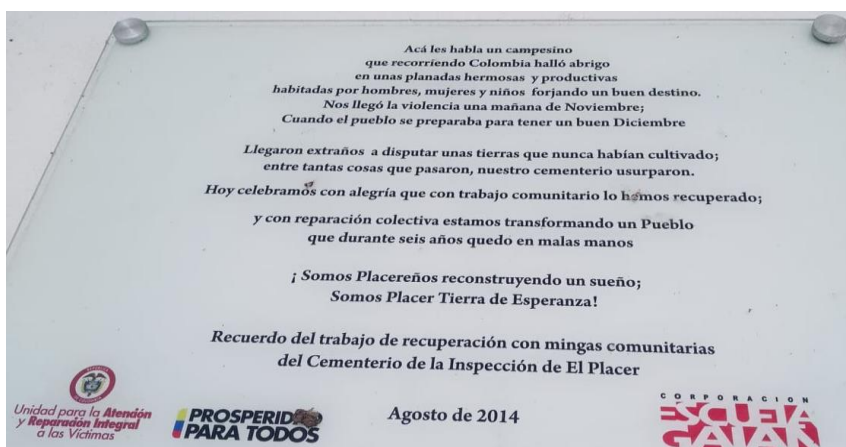 Acá les habla un campesino
que recorriendo Colombia halló abrigo
en unas planadas hermosas y productivas
habitadas por hombres, mujeres y niños forjando un buen destino.
Nos llegó la violencia una mañana de Noviembre;
Cuando el pueblo se preparaba para tener un buen Diciembre
Llegaron extraños a disputar unas tierras que nunca habían cultivado;
entre tantas cosas que pasaron, nuestro cementerio usurparon.
Hoy celebramos con alegría que con trabajo comunitario lo hemos recuperado;
y con reparación colectiva estamos transformando un Pueblo
que durante seis años quedo en malas manos
¡ Somos Placereños reconstruyendo un sueño;
Somos Placer Tierra de Esperanza!
Recuerdo del trabajo de recuperación con mingas comunitarias
del Cementerio de la Inspección de El Placer
Unidad para la Atención
y Reparación Integral
a las Víctimas
PROSPERIDAD
PARA TODOS
Agosto de 2014
CORPORACION
ESCUELA
GALAN